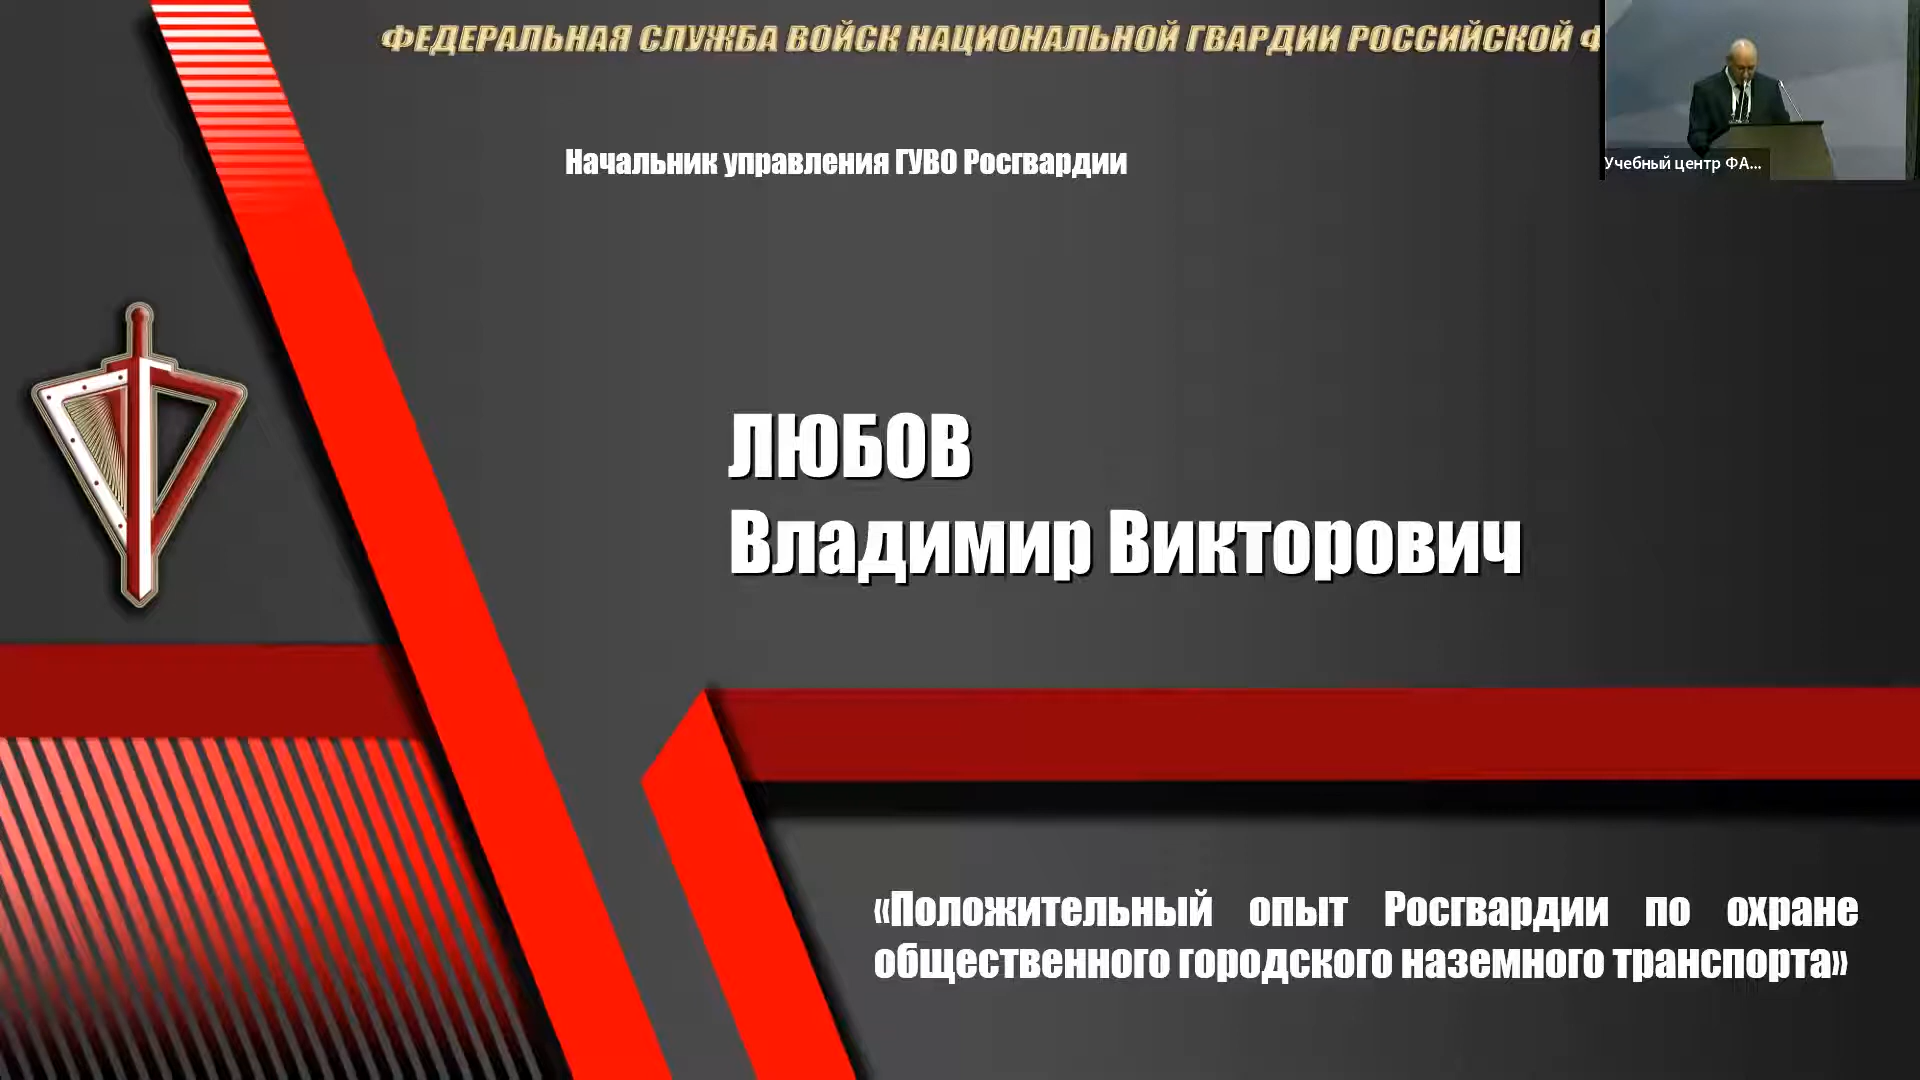 ФЕДЕРАЛЬНАЯ СЛУЖБА ВОЙСК НАЦИОНАЛЬНОЙ ГВАРДИИ РОССИЙСКОЙ Ф
Учебный центр ФА...
Начальник управления ГУВО Росгвардии
ЛЮБОВ
Владимир Викторович
«Положительный опыт Росгвардии по охране
общественного городского наземного транспорта»